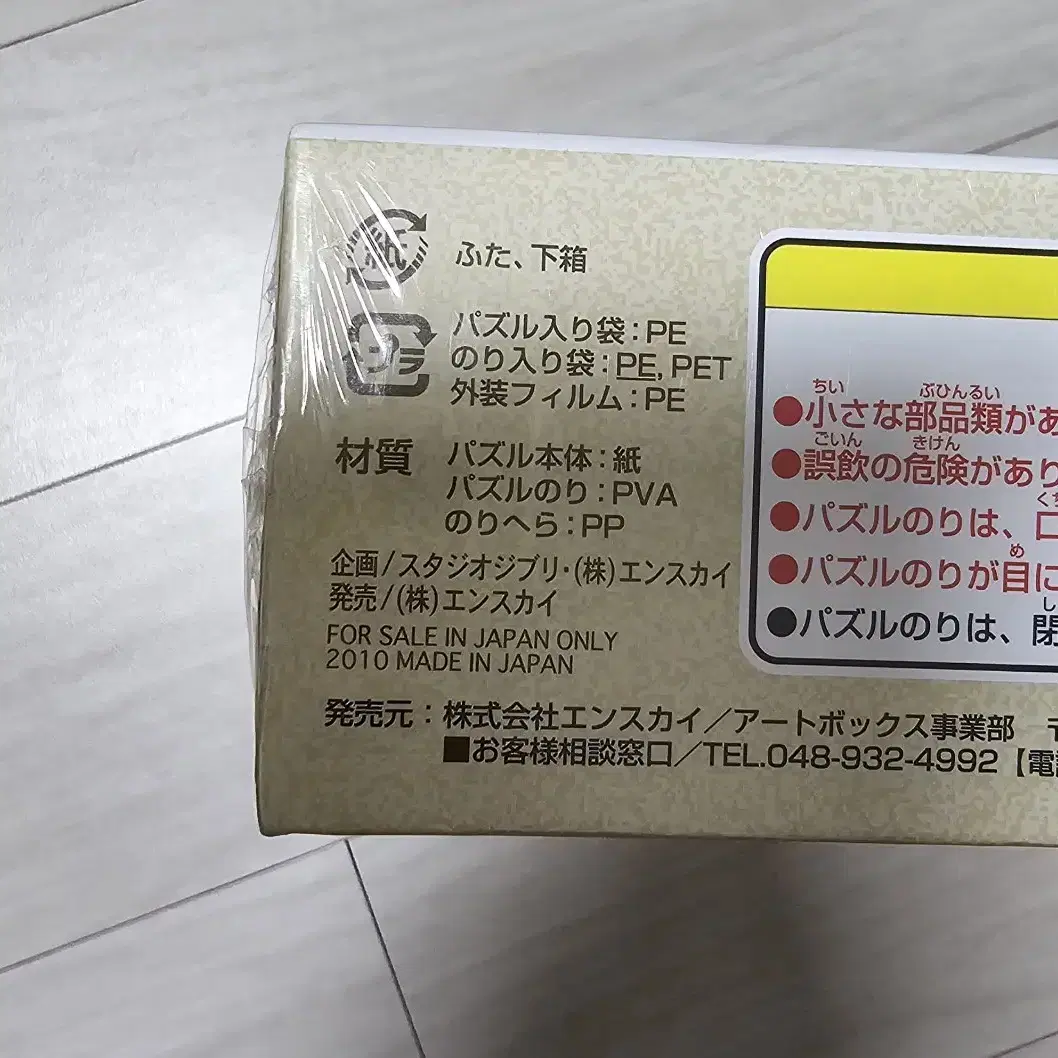 紙
ふた、下箱
プラ
パズル入り袋：PE
のり入り袋：PE, PET
外装フィルム：PE
材質
パズル本体：紙
パズルのり：PVA
のりへら：PP
企画/スタジオジブリ・(株)エンスカイ
発売/(株)エンスカイ
FOR SALE IN JAPAN ONLY
2010 MADE IN JAPAN
発売元：株式会社エンスカイ／アートボックス事業部
■お客様相談窓口／TEL.048-932-4992【電話
ちい ぶひんるい
●小さな部品類があ
ごいん きけん
●誤飲の危険があり
●パズルのりは、口
め
●パズルのりが目に
●パズルのりは、閉